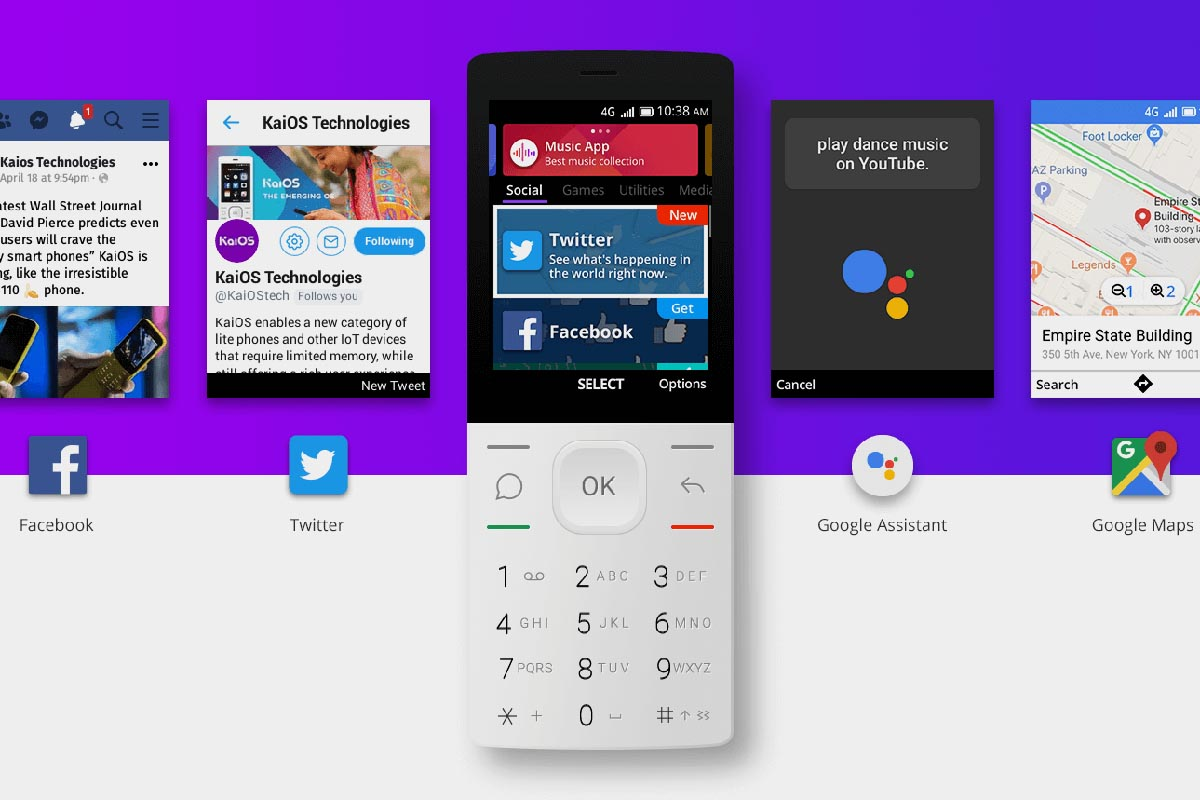 1
Kaios Technologies
April 18 at 9:54pm
atest Wall Street Journal
David Pierce predicts even
users will crave the
y smart phones" KaiOS is
ng, like the irresistible
110 🍌 phone.
Facebook
KaiOS Technologies
KaiOS
THE EMERGING OS
KaiOS
Following
KaiOS Technologies
@KaiOStech Follows you
KaiOS enables a new category of
lite phones and other IoT devices
that require limited memory, while
still offering a rich user experience
New Tweet
Twitter
4G 10:38 AM
Music App
Best music collection
Social Games Utilities Media
New
Twitter
See what's happening in
the world right now.
Get
Facebook
SELECT Options
OK
1 2 ABC 3 DEF
4 GHI 5 JKL 6 MNO
7 PQRS 8 TUV 9 WXYZ
* + 0 #
play dance music
on YouTube.
Cancel
Google Assistant
4G
Foot Locker
AZ Parking
P
Empire St
Building
103-story la
with observ
Legends
1 2
Empire State Building
350 5th Ave, New York, NY 1001
Search
G
Google Maps